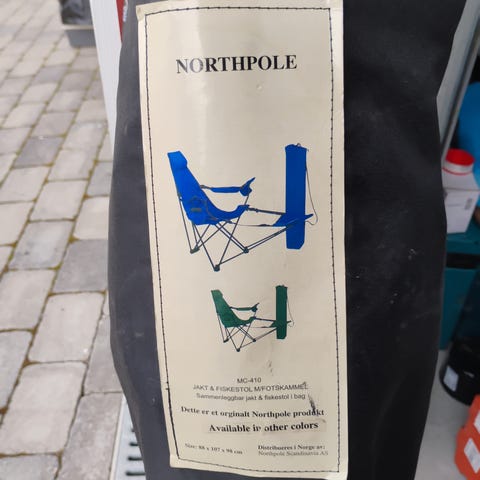 NORTHPOLE
MC-410
JAKT & FISKESTOL M/FOTSKAMMEL
Sammenleggbar jakt & fiskestol i bag
Dette er et orginalt Northpole produkt
Available in other colors
Size: 88 x 107 x 98 cm
Distribueres i Norge av:
Northpole Scandinavia AS